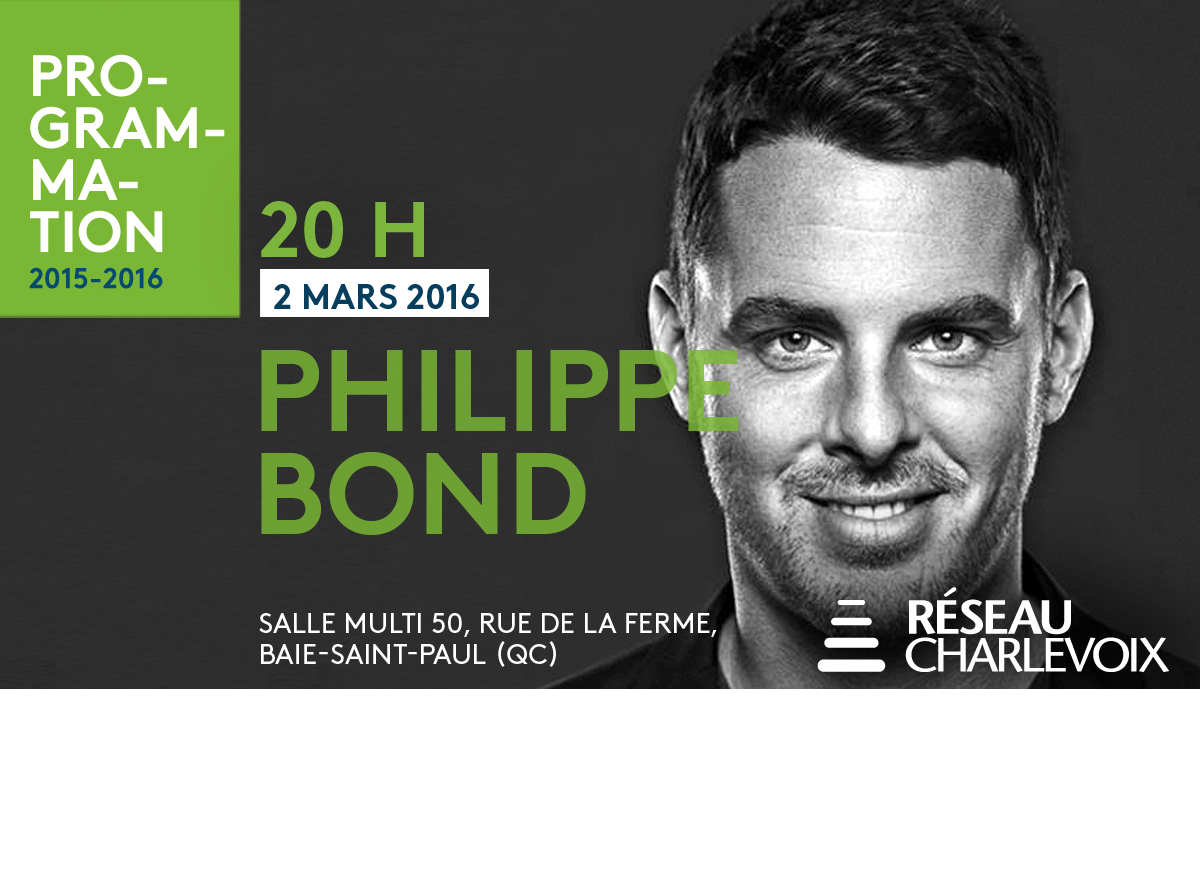 PRO-
GRAM-
MA-
TION
2015-2016
20 H
2 MARS 2016
PHILIPPE
BOND
SALLE MULTI 50, RUE DE LA FERME,
BAIE-SAINT-PAUL (QC)
RÉSEAU
CHARLEVOIX